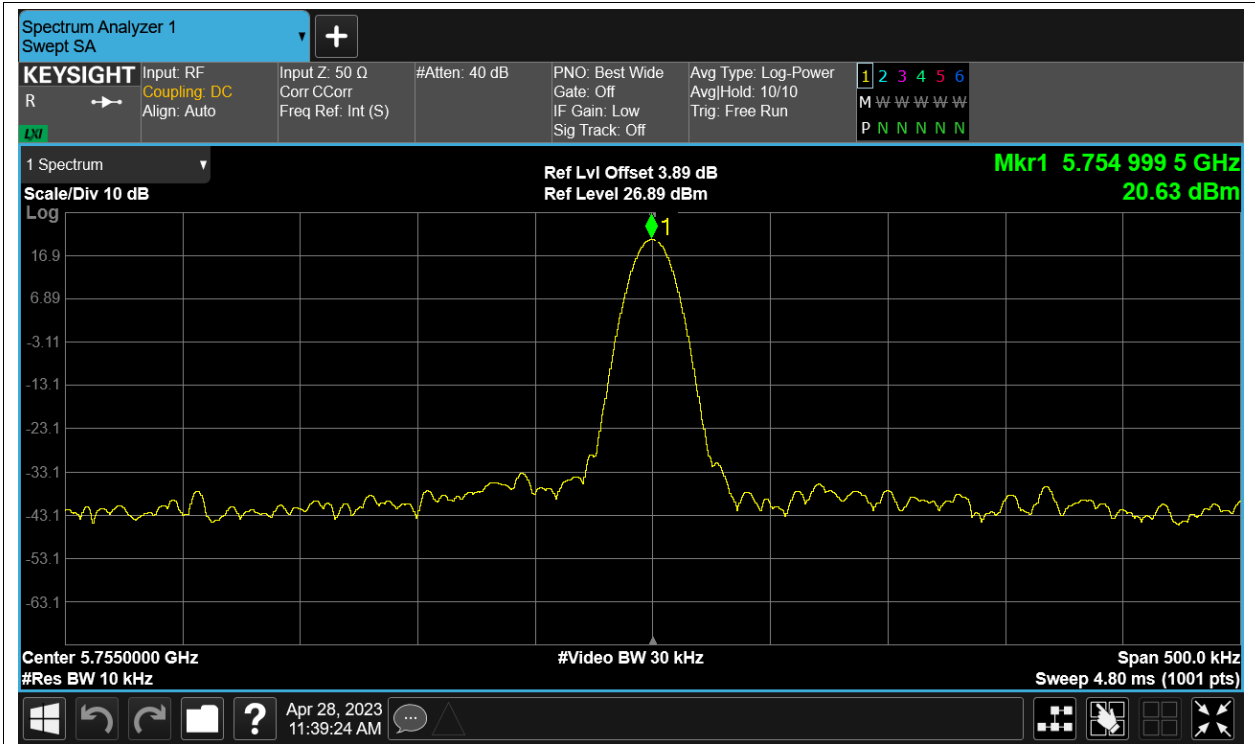 Spectrum Analyzer 1
Swept SA
+
KEYSIGHT
R
LXI
Input: RF
Coupling: DC
Align: Auto
Input Z: 50 Ω
Corr CCorr
Freq Ref: Int (S)
#Atten: 40 dB
PNO: Best Wide
Gate: Off
IF Gain: Low
Sig Track: Off
Avg Type: Log-Power
Avg|Hold: 10/10
Trig: Free Run
1 2 3 4 5 6
M W W W W W
P N N N N N
1 Spectrum
Scale/Div 10 dB
Ref Lvl Offset 3.89 dB
Ref Level 26.89 dBm
Mkr1 5.754 999 5 GHz
20.63 dBm
Log
1
16.9
6.89
-3.11
-13.1
-23.1
-33.1
-43.1
-53.1
-63.1
Center 5.7550000 GHz
#Res BW 10 kHz
#Video BW 30 kHz
Span 500.0 kHz
Sweep 4.80 ms (1001 pts)
?
Apr 28, 2023
11:39:24 AM